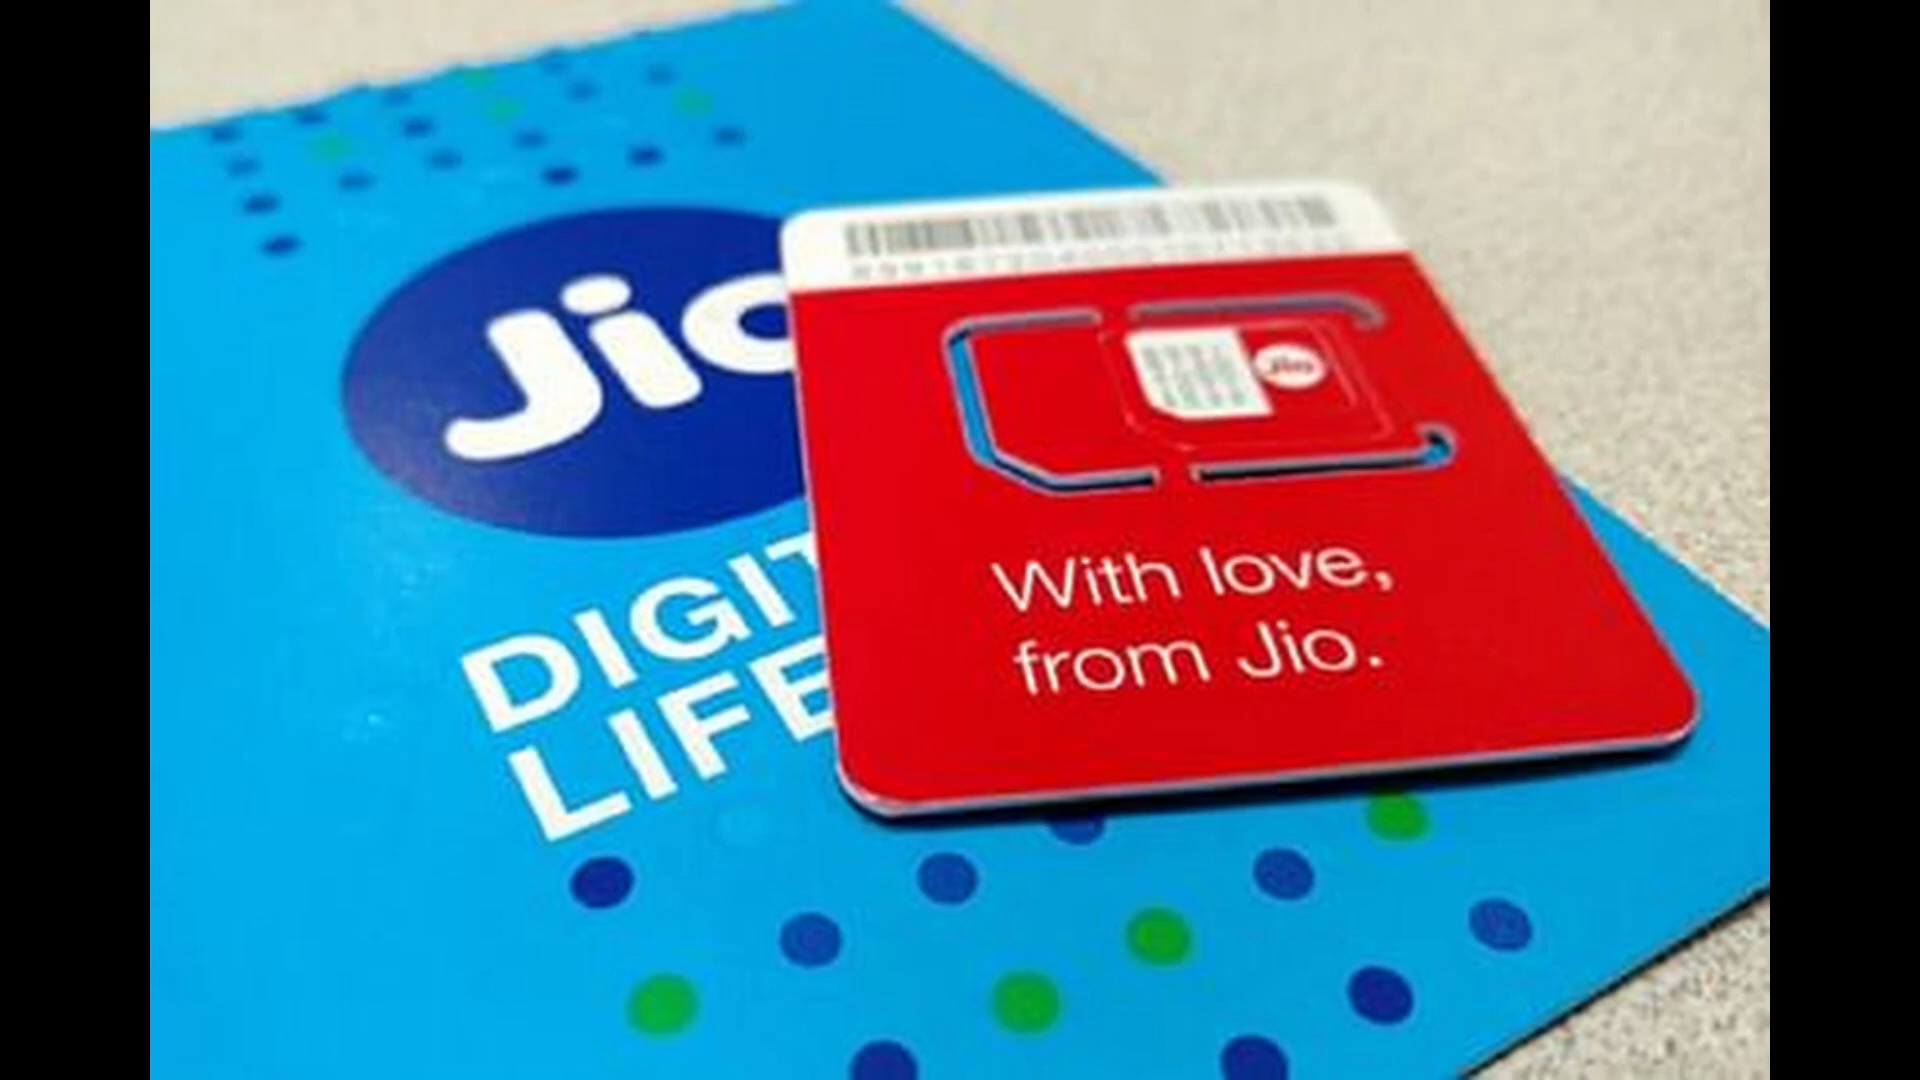 Jio
DIGIT
LIFE
Jio
With love,
from Jio.